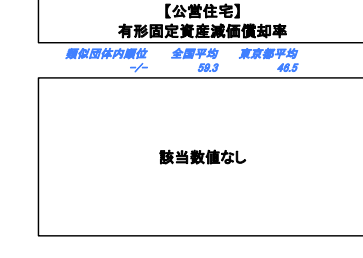 【公営住宅】
有形固定資産減価償却率
類似団体内順位 全国平均 東京都平均
-/- 59.3 46.5
該当数値なし